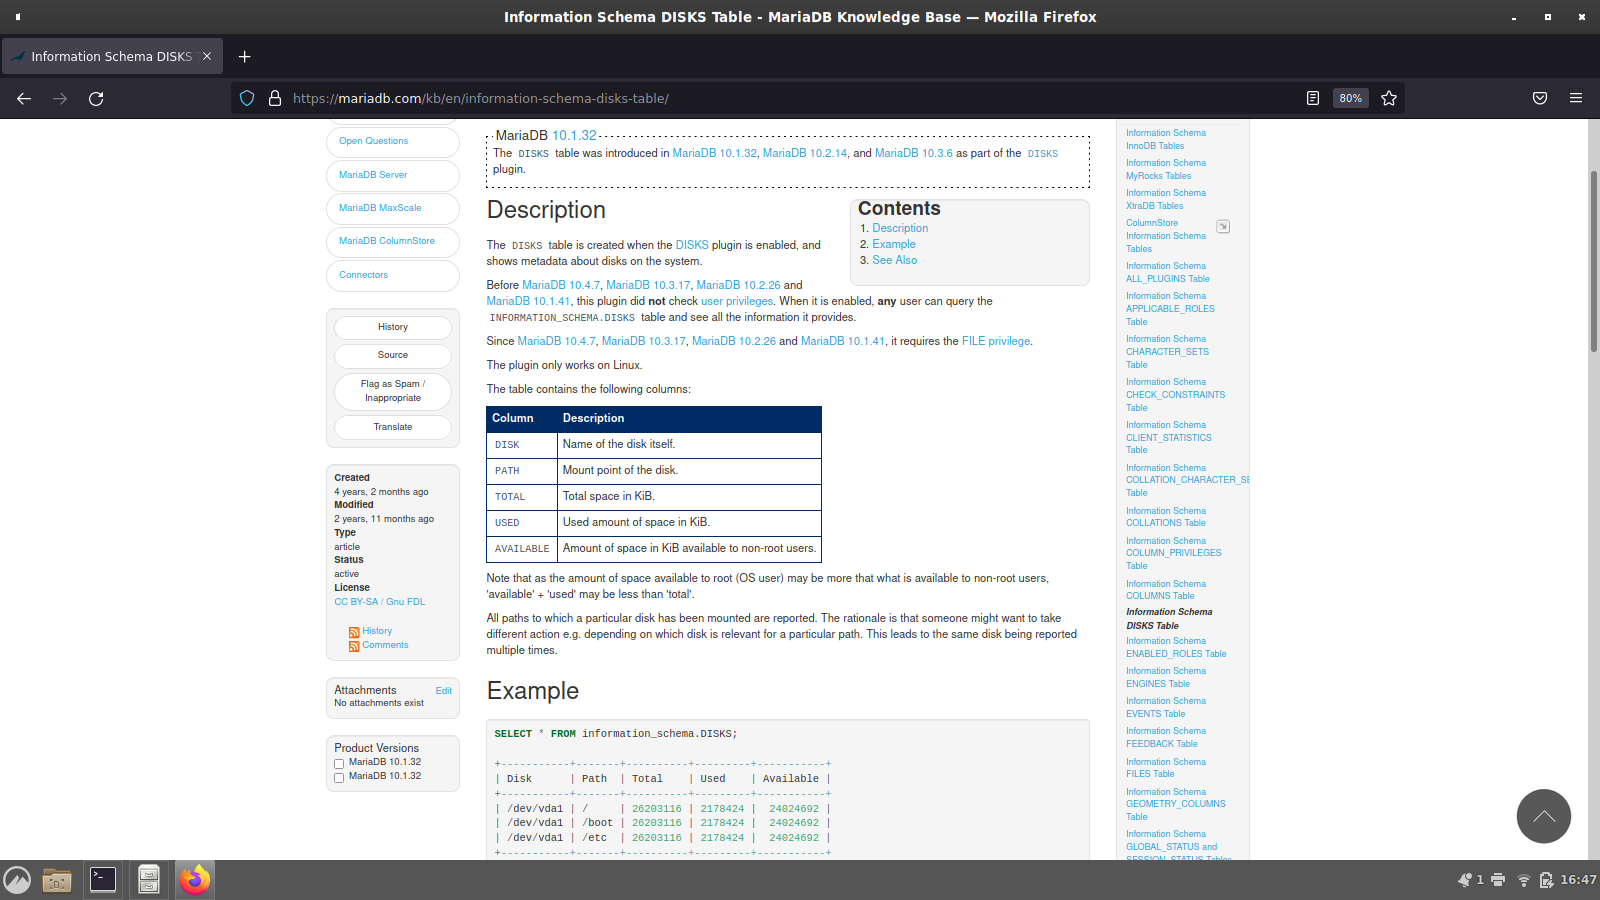 Information Schema DISKS Table - MariaDB Knowledge Base — Mozilla Firefox
Information Schema DISKS
https://mariadb.com/kb/en/information-schema-disks-table/
80%
Open Questions
MariaDB Server
MariaDB MaxScale
MariaDB ColumnStore
Connectors
History
Source
Flag as Spam /
Inappropriate
Translate
Created
4 years, 2 months ago
Modified
2 years, 11 months ago
Type
article
Status
active
License
CC BY-SA / Gnu FDL
History
Comments
Attachments
Edit
No attachments exist
Product Versions
MariaDB 10.1.32
MariaDB 10.1.32
MariaDB 10.1.32
The DISKS table was introduced in MariaDB 10.1.32, MariaDB 10.2.14, and MariaDB 10.3.6 as part of the DISKS
plugin.
Description
Contents
1. Description
2. Example
3. See Also
The DISKS table is created when the DISKS plugin is enabled, and
shows metadata about disks on the system.
Before MariaDB 10.4.7, MariaDB 10.3.17, MariaDB 10.2.26 and
MariaDB 10.1.41, this plugin did not check user privileges. When it is enabled, any user can query the
INFORMATION_SCHEMA.DISKS table and see all the information it provides.
Since MariaDB 10.4.7, MariaDB 10.3.17, MariaDB 10.2.26 and MariaDB 10.1.41, it requires the FILE privilege.
The plugin only works on Linux.
The table contains the following columns:
Column Description
DISK Name of the disk itself.
PATH Mount point of the disk.
TOTAL Total space in KiB.
USED Used amount of space in KiB.
AVAILABLE Amount of space in KiB available to non-root users.
Note that as the amount of space available to root (OS user) may be more that what is available to non-root users,
'available' + 'used' may be less than 'total'.
All paths to which a particular disk has been mounted are reported. The rationale is that someone might want to take
different action e.g. depending on which disk is relevant for a particular path. This leads to the same disk being reported
multiple times.
Example
SELECT * FROM information_schema.DISKS;
+-----------+-------+----------+---------+-----------+
| Disk      | Path  | Total    | Used    | Available |
+-----------+-------+----------+---------+-----------+
| /dev/vda1 | /     | 26203116 | 2178424 |  24024692 |
| /dev/vda1 | /boot | 26203116 | 2178424 |  24024692 |
| /dev/vda1 | /etc  | 26203116 | 2178424 |  24024692 |
+-----------+-------+----------+---------+-----------+
Information Schema
InnoDB Tables
Information Schema
MyRocks Tables
Information Schema
XtraDB Tables
ColumnStore
Information Schema
Tables
Information Schema
ALL_PLUGINS Table
Information Schema
APPLICABLE_ROLES
Table
Information Schema
CHARACTER_SETS
Table
Information Schema
CHECK_CONSTRAINTS
Table
Information Schema
CLIENT_STATISTICS
Table
Information Schema
COLLATION_CHARACTER_SE
Table
Information Schema
COLLATIONS Table
Information Schema
COLUMN_PRIVILEGES
Table
Information Schema
COLUMNS Table
Information Schema
DISKS Table
Information Schema
ENABLED_ROLES Table
Information Schema
ENGINES Table
Information Schema
EVENTS Table
Information Schema
FEEDBACK Table
Information Schema
FILES Table
Information Schema
GEOMETRY_COLUMNS
Table
Information Schema
GLOBAL_STATUS and
SESSION_STATUS Tables
1
16:47